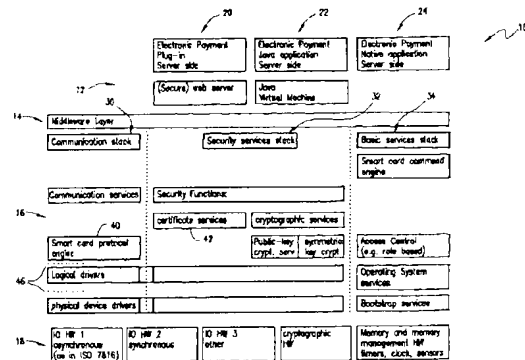 20
22
24
10
Electronic Payment
Plug-in
Server side
Electronic Payment
Java application
Server side
Electronic Payment
Native application
Server side
12
(Secure) web server
Java
Virtual Machine
30
32
34
14
Middleware Layer
Communication stack
Security services stack
Basic services stack
Smart card command
engine
Communication services
Security Functions:
16
40
certificate services
cryptographic services
42
Smart card protocol
engine
Public-key
crypt. serv
symmetric
key crypt.
Access Control
(e.g. role based)
46
Logical drivers
Operating System
services
physical device drivers
Bootstrap services
18
IO HW 1
asynchronous
(as in ISO 7816)
IO HW 2
synchronous
IO HW 3
other
cryptographic
HW
Memory and memory
management HW
timers, clock, sensors